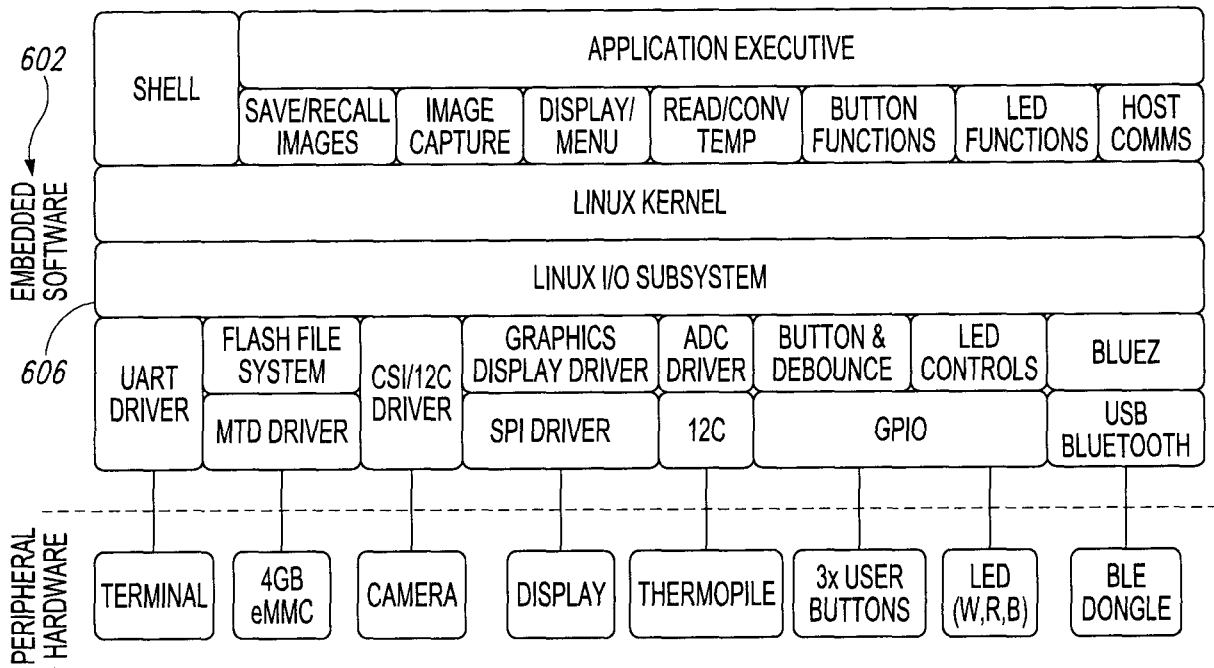 602
EMBEDDED
SOFTWARE
606
PERIPHERAL
HARDWARE
SHELL
APPLICATION EXECUTIVE
SAVE/RECALL
IMAGES
IMAGE
CAPTURE
DISPLAY/
MENU
READ/CONV
TEMP
BUTTON
FUNCTIONS
LED
FUNCTIONS
HOST
COMMS
LINUX KERNEL
LINUX I/O SUBSYSTEM
UART
DRIVER
FLASH FILE
SYSTEM
MTD DRIVER
CSI/12C
DRIVER
GRAPHICS
DISPLAY DRIVER
SPI DRIVER
ADC
DRIVER
12C
BUTTON &
DEBOUNCE
LED
CONTROLS
GPIO
BLUEZ
USB
BLUETOOTH
TERMINAL
4GB
eMMC
CAMERA
DISPLAY
THERMOPILE
3x USER
BUTTONS
LED
(W,R,B)
BLE
DONGLE